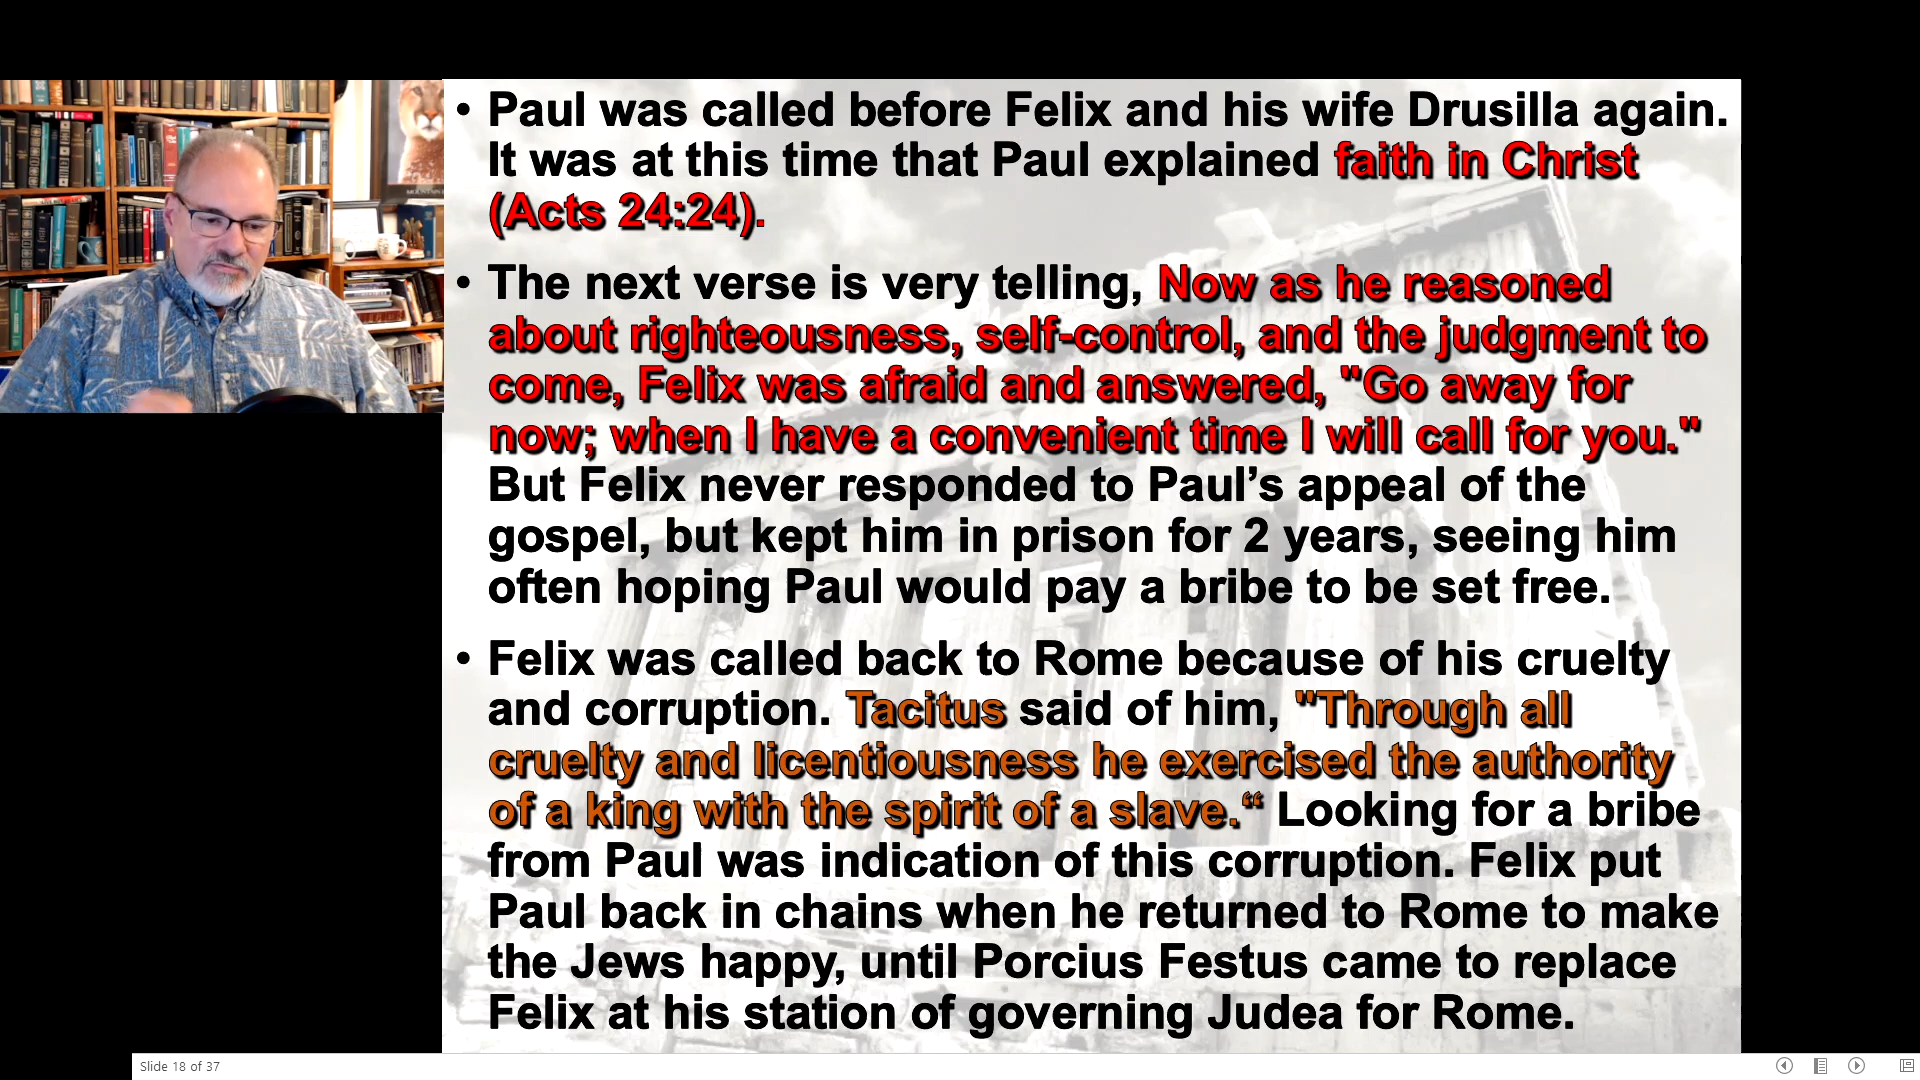 • Paul was called before Felix and his wife Drusilla again.
It was at this time that Paul explained faith in Christ
(Acts 24:24).
• The next verse is very telling, Now as he reasoned
about righteousness, self-control, and the judgment to
come, Felix was afraid and answered, "Go away for
now; when I have a convenient time I will call for you."
But Felix never responded to Paul’s appeal of the
gospel, but kept him in prison for 2 years, seeing him
often hoping Paul would pay a bribe to be set free.
• Felix was called back to Rome because of his cruelty
and corruption. Tacitus said of him, "Through all
cruelty and licentiousness he exercised the authority
of a king with the spirit of a slave.“ Looking for a bribe
from Paul was indication of this corruption. Felix put
Paul back in chains when he returned to Rome to make
the Jews happy, until Porcius Festus came to replace
Felix at his station of governing Judea for Rome.
Slide 18 of 37